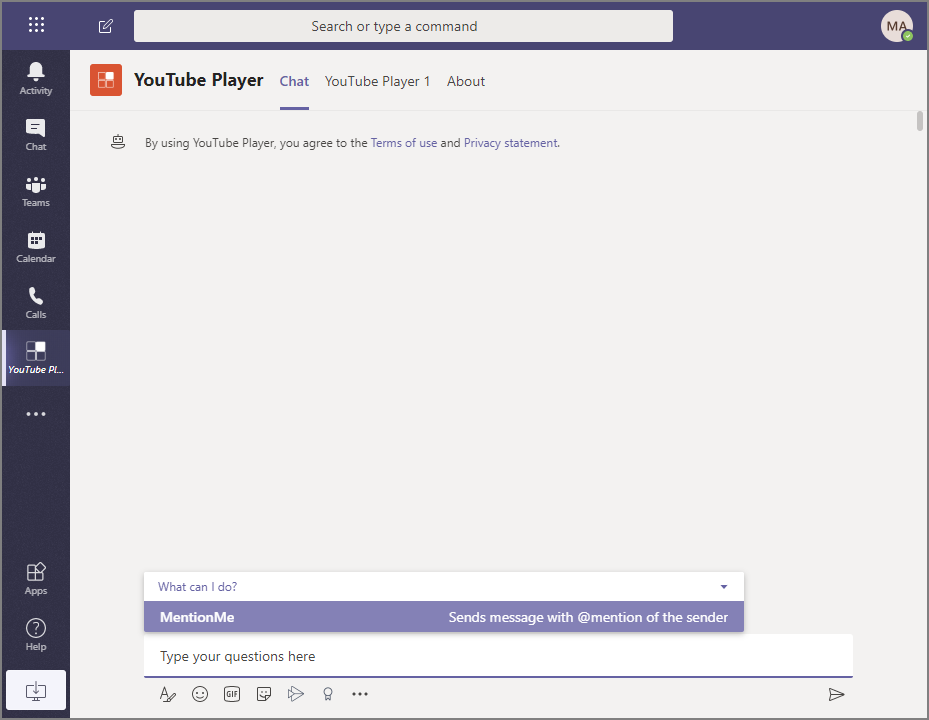 Search or type a command
MA
Activity
Chat
Teams
Calendar
Calls
YouTube Pl...
Apps
Help
YouTube Player
Chat
YouTube Player 1
About
By using YouTube Player, you agree to the Terms of use and Privacy statement.
What can I do?
MentionMe Sends message with @mention of the sender
Type your questions here
GIF